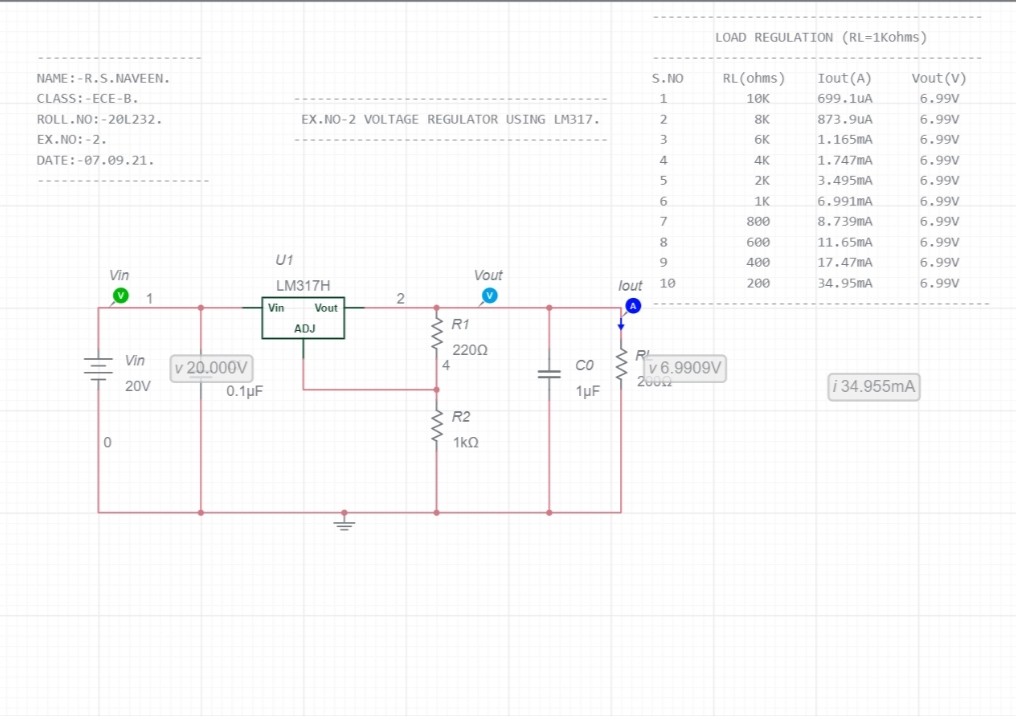 NAME:-R.S.NAVEEN.
CLASS:-ECE-B.
ROLL.NO:-20L232.
EX.NO:-2.
DATE:-07.09.21.
EX.NO-2 VOLTAGE REGULATOR USING LM317.
LOAD REGULATION (RL=1Kohms)
S.NO RL(ohms) Iout(A) Vout(V)
1 10K 699.1uA 6.99V
2 8K 873.9uA 6.99V
3 6K 1.165mA 6.99V
4 4K 1.747mA 6.99V
5 2K 3.495mA 6.99V
6 1K 6.991mA 6.99V
7 800 8.739mA 6.99V
8 600 11.65mA 6.99V
9 400 17.47mA 6.99V
10 200 34.95mA 6.99V
U1
LM317H
Vin
V
1
Vin Vout
ADJ
2
Vout
V
Iout
A
R1
220Ω
4
Vin
20V
v 20.000V
0.1µF
C0
1µF
v 6.9909V
i 34.955mA
R2
1kΩ
0